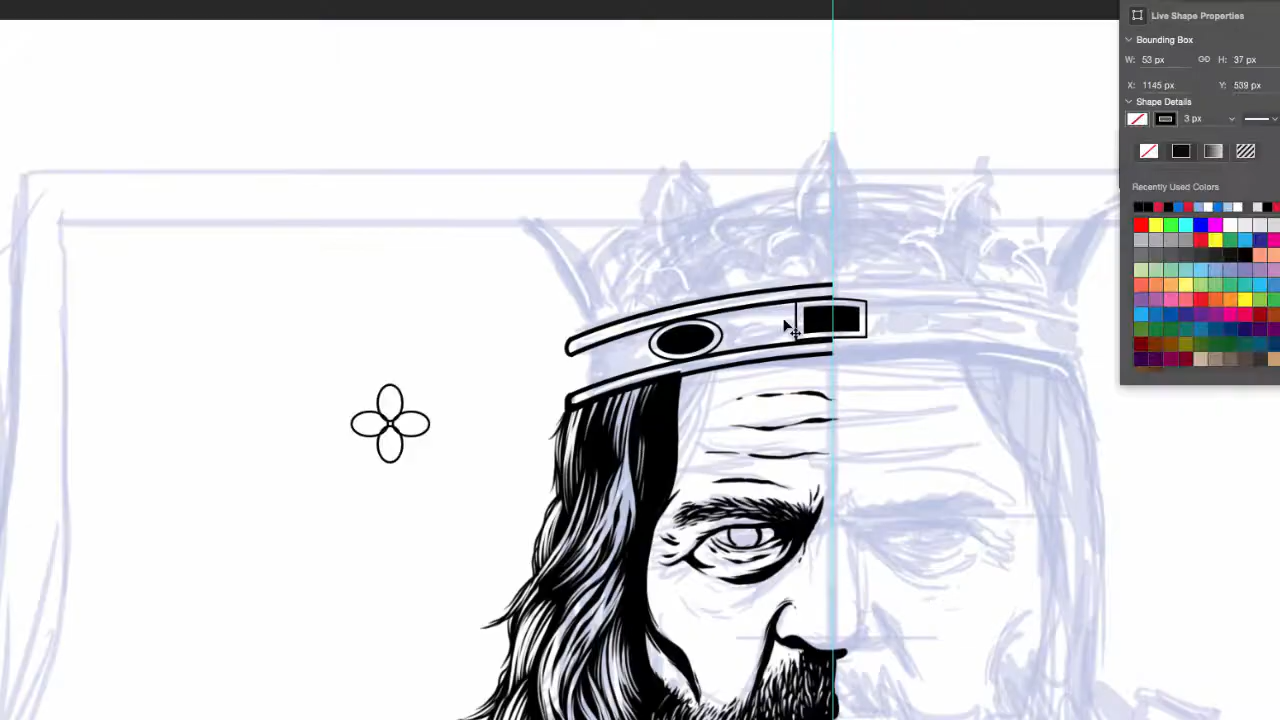 Live Shape Properties
Bounding Box
W: 53 px H: 37 px
X: 1145 px Y: 539 px
Shape Details
3 px
Recently Used Colors